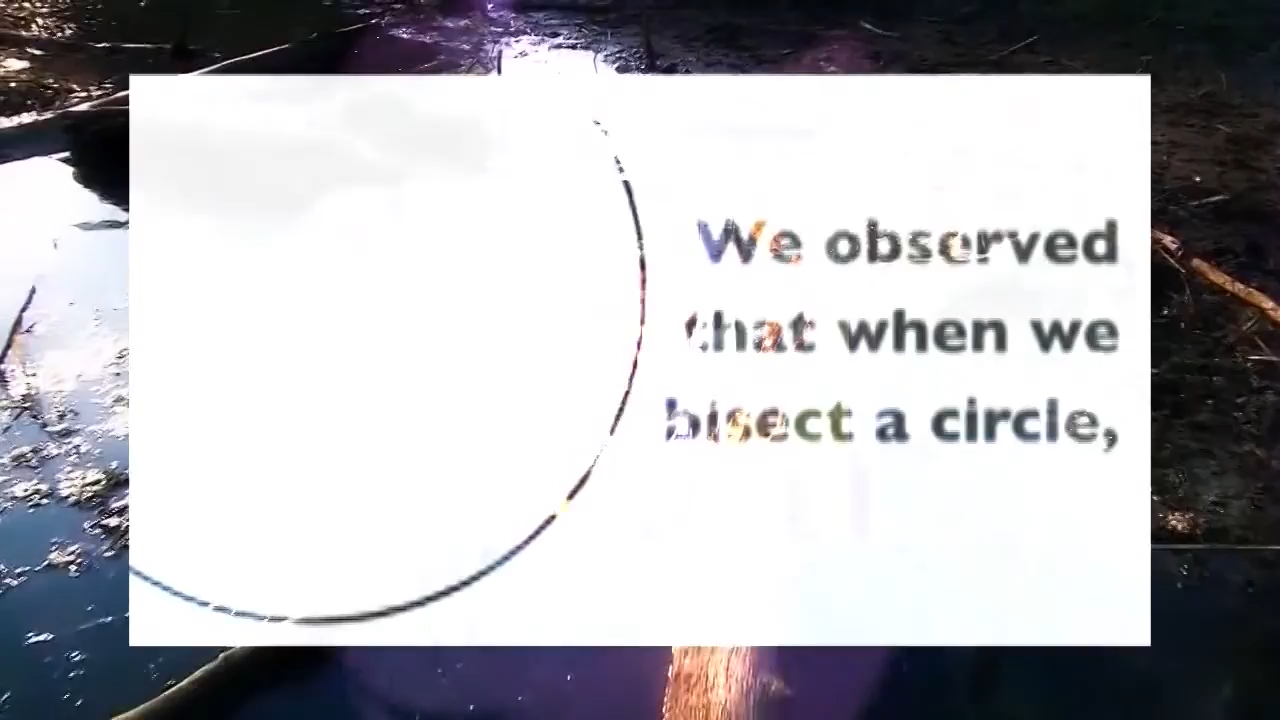 We observed
that when we
bisect a circle,